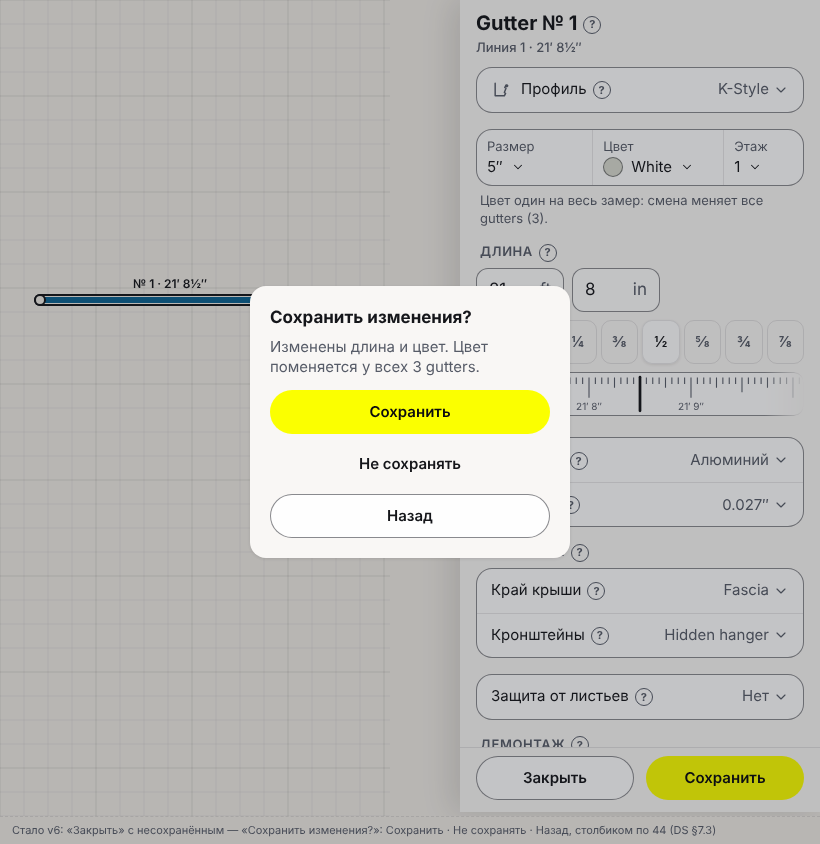 Gutter № 1 ?
Линия 1 · 21′ 8½″
Профиль ? K-Style
Размер Цвет Этаж
5″ White 1
Цвет один на весь замер: смена меняет все
gutters (3).
ДЛИНА ?
8 in
№ 1 · 21′ 8½″
Сохранить изменения?
Изменены длина и цвет. Цвет
поменяется у всех 3 gutters.
Сохранить
Не сохранять
Назад
¼ ⅜ ½ ⅝ ¾ ⅞
21′ 8″ 21′ 9″
? Алюминий
? 0.027″
?
Край крыши ? Fascia
Кронштейны ? Hidden hanger
Защита от листьев ? Нет
ДЕМОНТАЖ ?
Закрыть Сохранить
Стало v6: «Закрыть» с несохранённым — «Сохранить изменения?»: Сохранить · Не сохранять · Назад, столбиком по 44 (DS §7.3)